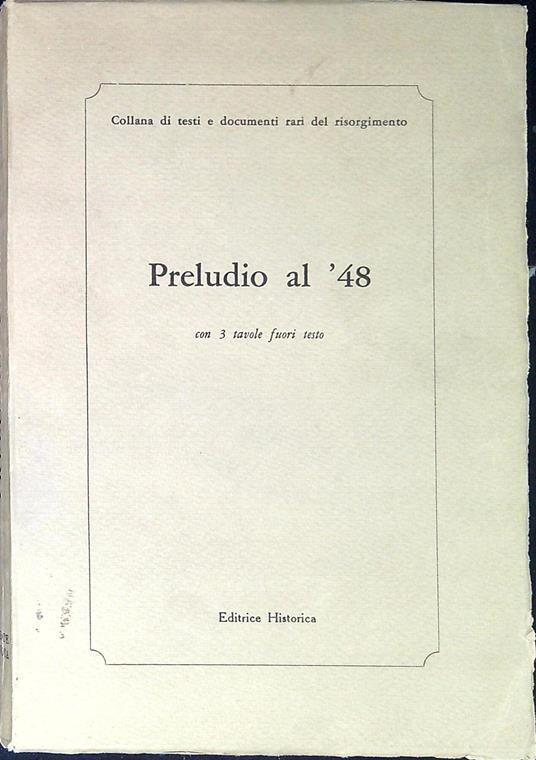 Collana di testi e documenti rari del risorgimento
Preludio al '48
con 3 tavole fuori testo
Editrice Historica